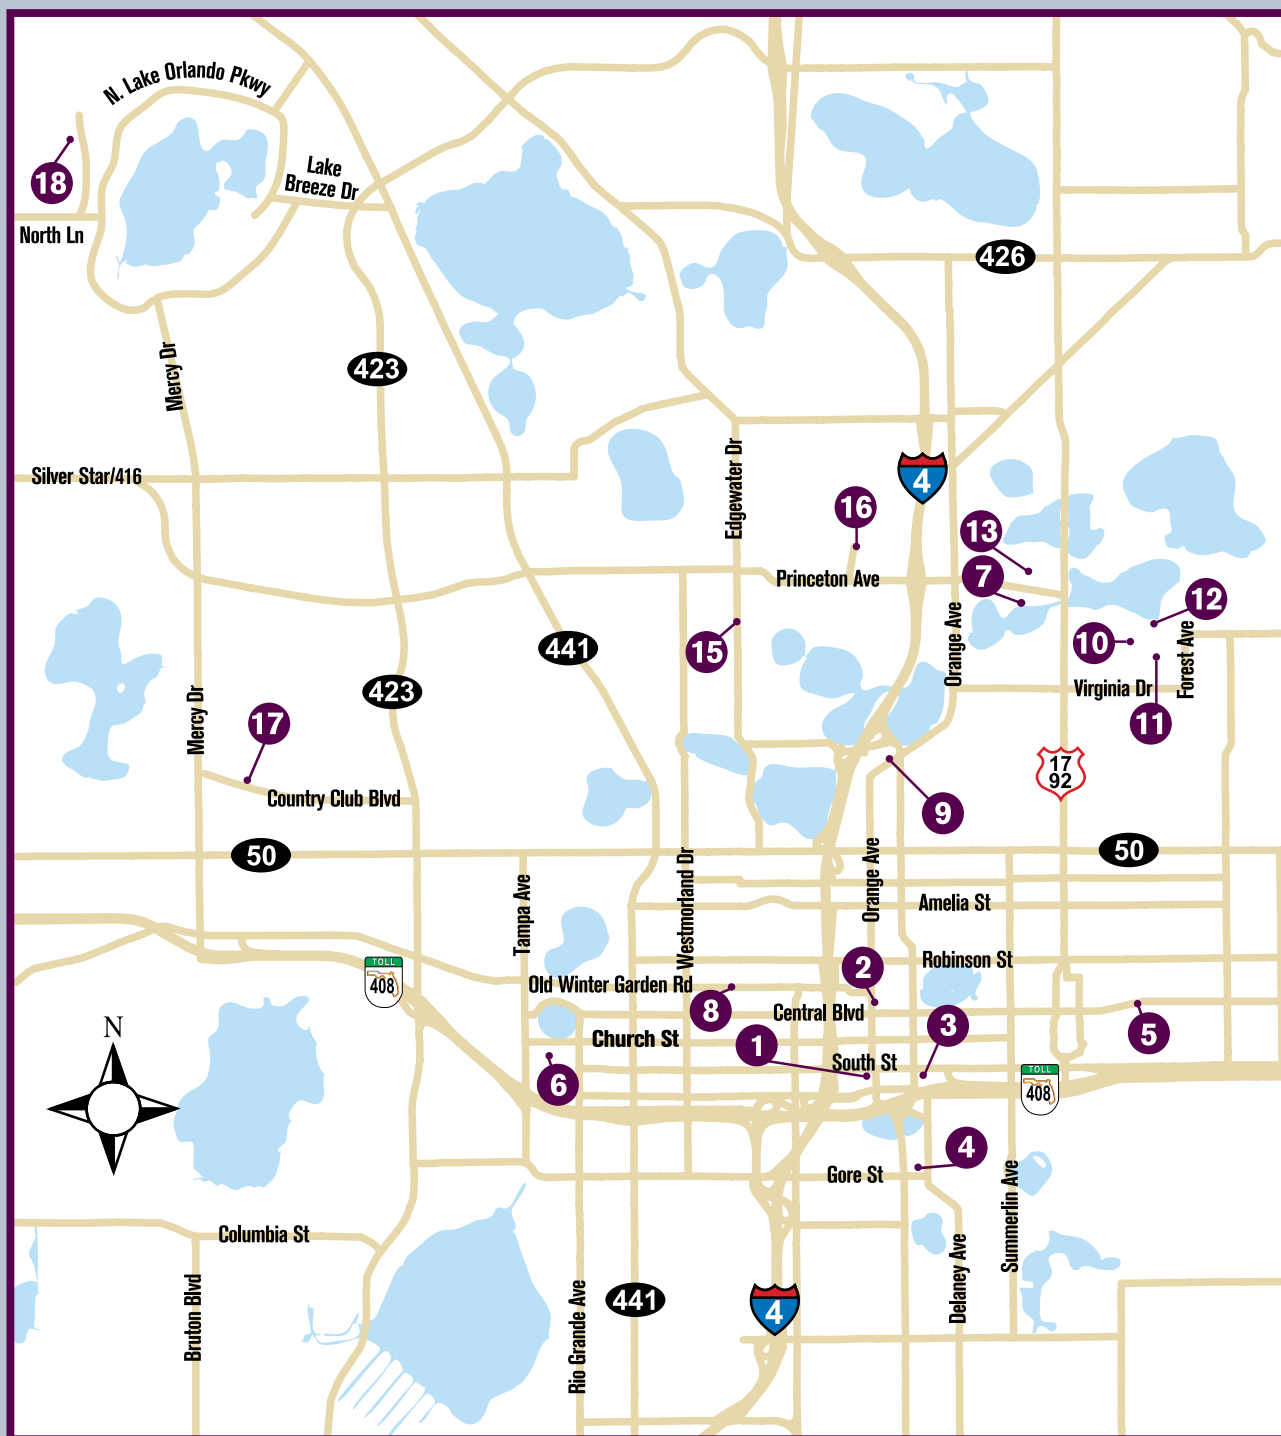 N. Lake Orlando Pkwy
18
North Ln
Lake
Breeze Dr
426
Mercy Dr
423
Silver Star/416
Edgewater Dr
4
16
13
Princeton Ave
7
12
10
Forest Ave
Orange Ave
441
15
Virginia Dr
11
423
Mercy Dr
17
Country Club Blvd
17
92
9
50
50
Orange Ave
Westmorland Dr
Tampa Ave
Amelia St
Robinson St
2
TOLL
408
Old Winter Garden Rd
8
Central Blvd
3
5
N
Church St
1
South St
6
TOLL
408
4
Gore St
Summerlin Ave
Columbia St
Delaney Ave
Bruton Blvd
Rio Grande Ave
441
4